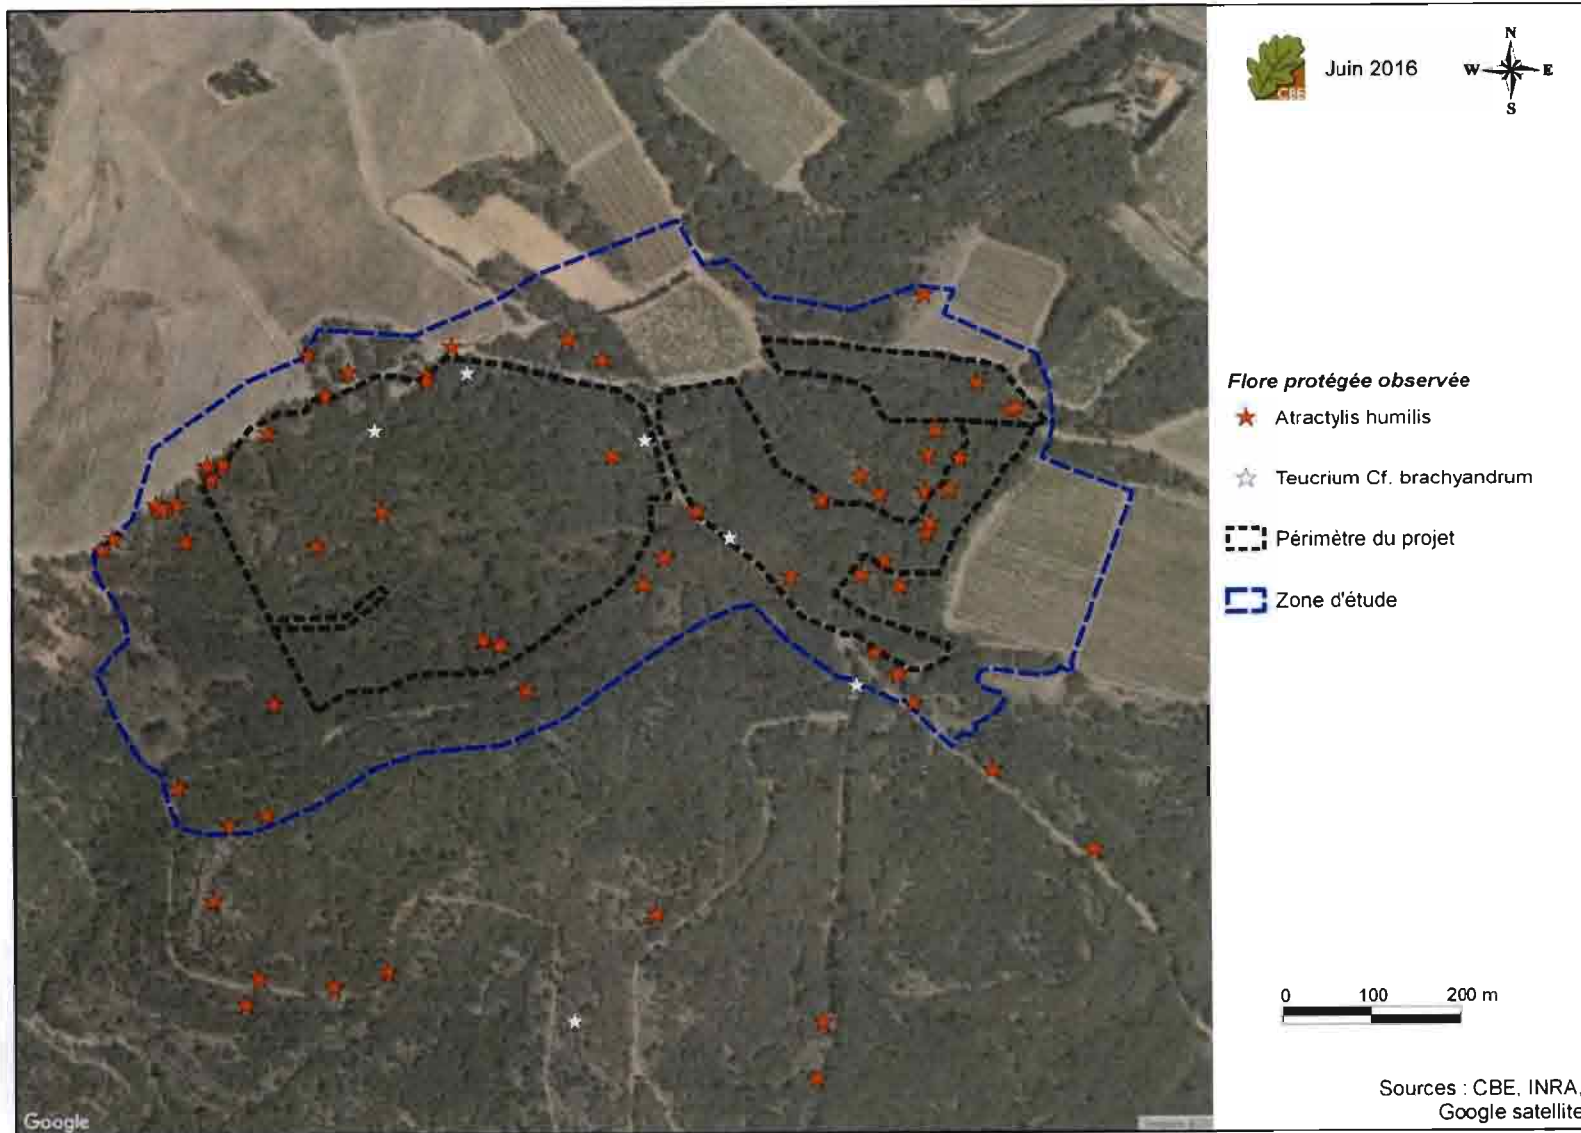 CBE
Juin 2016
N
W E
S
Flore protégée observée
Atractylis humilis
Teucrium Cf. brachyandrum
Périmètre du projet
Zone d'étude
0 100 200 m
Sources : CBE, INRA,
Google satellite
Google